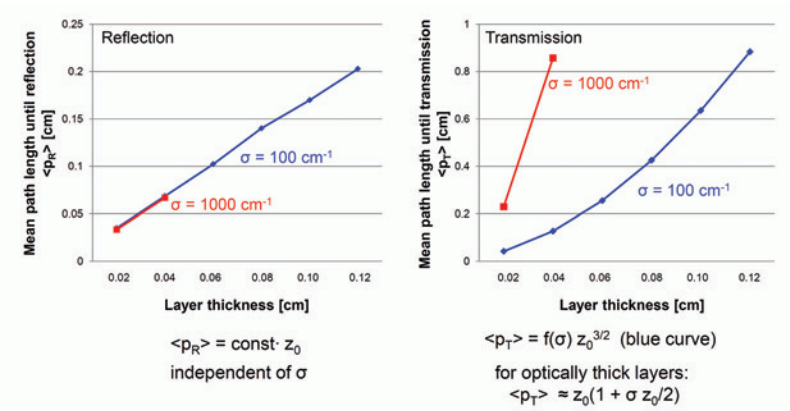 Reflection
Mean path length until reflection
<p_R> [cm]
0.25
0.2
0.15
0.1
0.05
0
σ = 100 cm⁻¹
σ = 1000 cm⁻¹
0.02 0.04 0.06 0.08 0.10 0.12
Layer thickness [cm]
<p_R> = const· z₀
independent of σ
Transmission
Mean path length until transmission
<p_T> [cm]
1
0.8
0.6
0.4
0.2
0
σ = 1000 cm⁻¹
σ = 100 cm⁻¹
0.02 0.04 0.06 0.08 0.10 0.12
Layer thickness [cm]
<p_T> = f(σ) z₀^3/2 (blue curve)
for optically thick layers:
<p_T> ≈ z₀(1 + σ z₀/2)